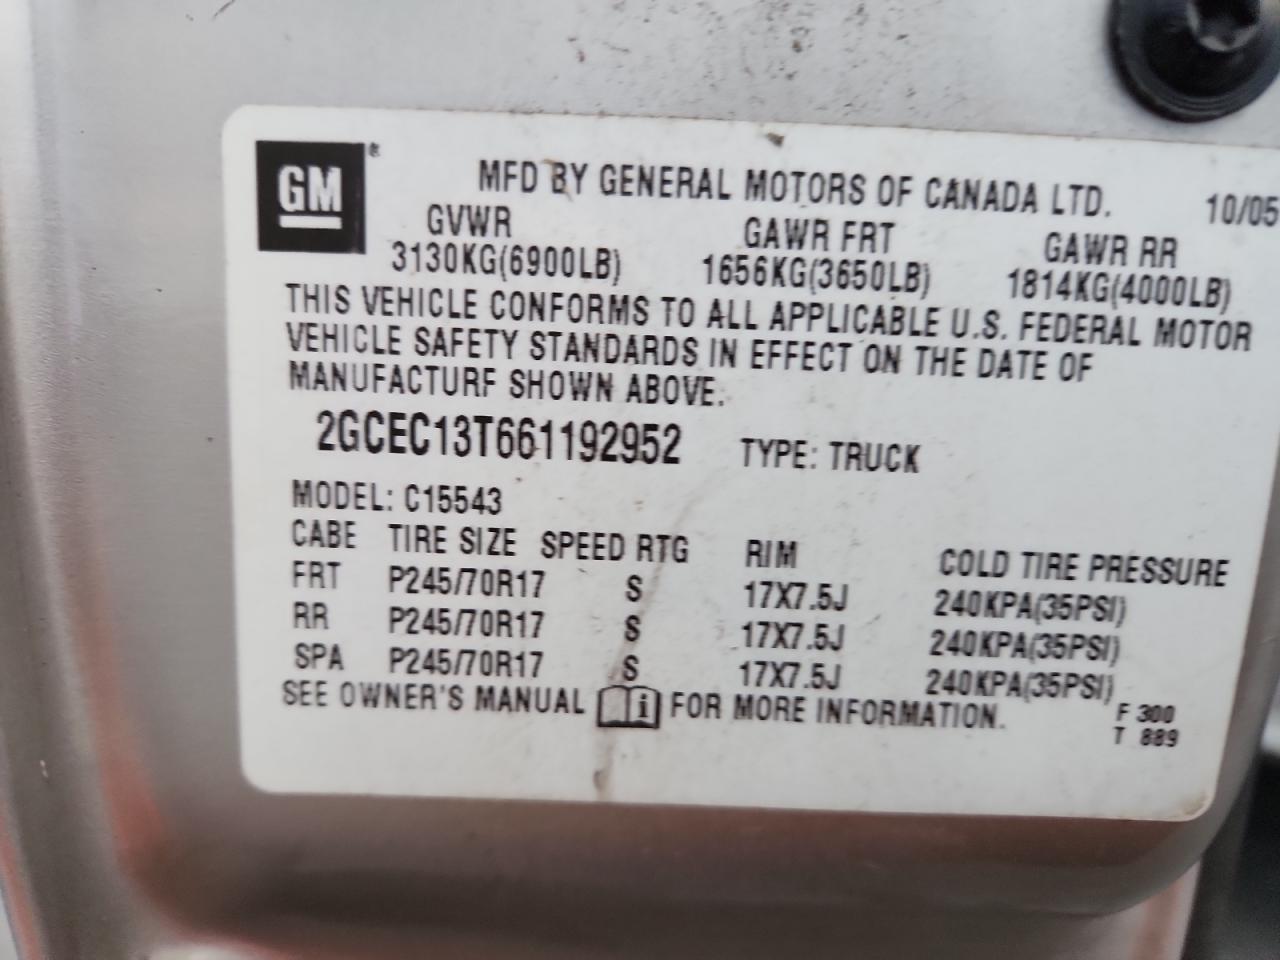 GM®
MFD BY GENERAL MOTORS OF CANADA LTD. 10/05
GVWR GAWR FRT GAWR RR
3130KG(6900LB) 1656KG(3650LB) 1814KG(4000LB)
THIS VEHICLE CONFORMS TO ALL APPLICABLE U.S. FEDERAL MOTOR
VEHICLE SAFETY STANDARDS IN EFFECT ON THE DATE OF
MANUFACTURF SHOWN ABOVE.
2GCEC13T661192952 TYPE: TRUCK
MODEL: C15543
CABE TIRE SIZE SPEED RTG RIM COLD TIRE PRESSURE
FRT P245/70R17 S 17X7.5J 240KPA(35PSI)
RR P245/70R17 S 17X7.5J 240KPA(35PSI)
SPA P245/70R17 S 17X7.5J 240KPA(35PSI)
SEE OWNER'S MANUAL i FOR MORE INFORMATION.
F 300
T 889